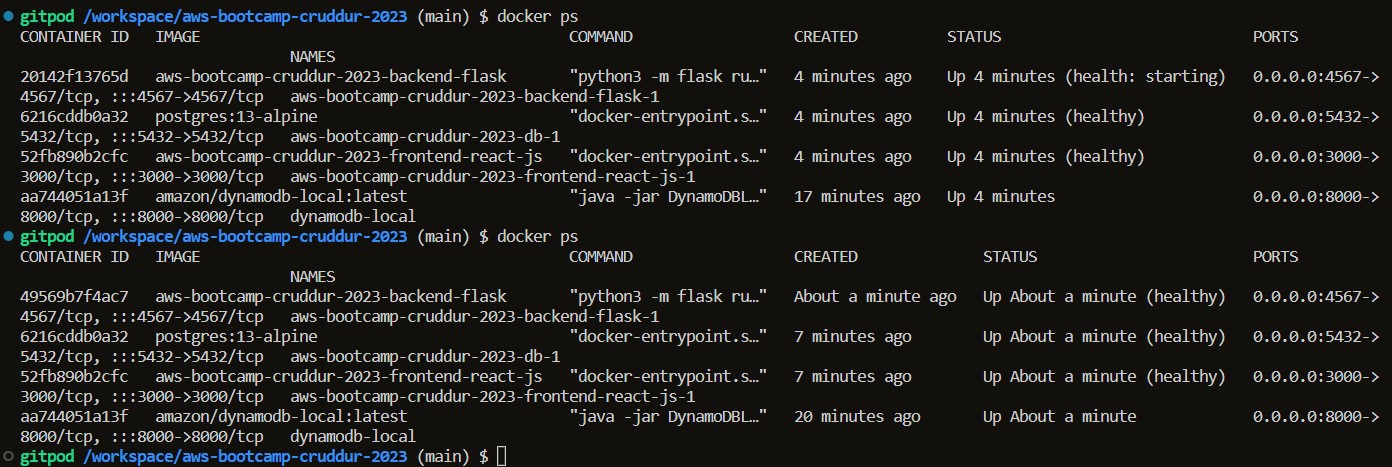 gitpod /workspace/aws-bootcamp-cruddur-2023 (main) $ docker ps
CONTAINER ID   IMAGE                                         COMMAND                  CREATED          STATUS                            PORTS
                              NAMES
20142f13765d   aws-bootcamp-cruddur-2023-backend-flask       "python3 -m flask ru…"   4 minutes ago    Up 4 minutes (health: starting)   0.0.0.0:4567->
4567/tcp, :::4567->4567/tcp   aws-bootcamp-cruddur-2023-backend-flask-1
6216cddb0a32   postgres:13-alpine                            "docker-entrypoint.s…"   4 minutes ago    Up 4 minutes (healthy)            0.0.0.0:5432->
5432/tcp, :::5432->5432/tcp   aws-bootcamp-cruddur-2023-db-1
52fb890b2cfc   aws-bootcamp-cruddur-2023-frontend-react-js   "docker-entrypoint.s…"   4 minutes ago    Up 4 minutes (healthy)            0.0.0.0:3000->
3000/tcp, :::3000->3000/tcp   aws-bootcamp-cruddur-2023-frontend-react-js-1
aa744051a13f   amazon/dynamodb-local:latest                  "java -jar DynamoDBL…"   17 minutes ago   Up 4 minutes                      0.0.0.0:8000->
8000/tcp, :::8000->8000/tcp   dynamodb-local
gitpod /workspace/aws-bootcamp-cruddur-2023 (main) $ docker ps
CONTAINER ID   IMAGE                                         COMMAND                  CREATED              STATUS                        PORTS
                              NAMES
49569b7f4ac7   aws-bootcamp-cruddur-2023-backend-flask       "python3 -m flask ru…"   About a minute ago   Up About a minute (healthy)   0.0.0.0:4567->
4567/tcp, :::4567->4567/tcp   aws-bootcamp-cruddur-2023-backend-flask-1
6216cddb0a32   postgres:13-alpine                            "docker-entrypoint.s…"   7 minutes ago        Up About a minute (healthy)   0.0.0.0:5432->
5432/tcp, :::5432->5432/tcp   aws-bootcamp-cruddur-2023-db-1
52fb890b2cfc   aws-bootcamp-cruddur-2023-frontend-react-js   "docker-entrypoint.s…"   7 minutes ago        Up About a minute (healthy)   0.0.0.0:3000->
3000/tcp, :::3000->3000/tcp   aws-bootcamp-cruddur-2023-frontend-react-js-1
aa744051a13f   amazon/dynamodb-local:latest                  "java -jar DynamoDBL…"   20 minutes ago       Up About a minute             0.0.0.0:8000->
8000/tcp, :::8000->8000/tcp   dynamodb-local
gitpod /workspace/aws-bootcamp-cruddur-2023 (main) $